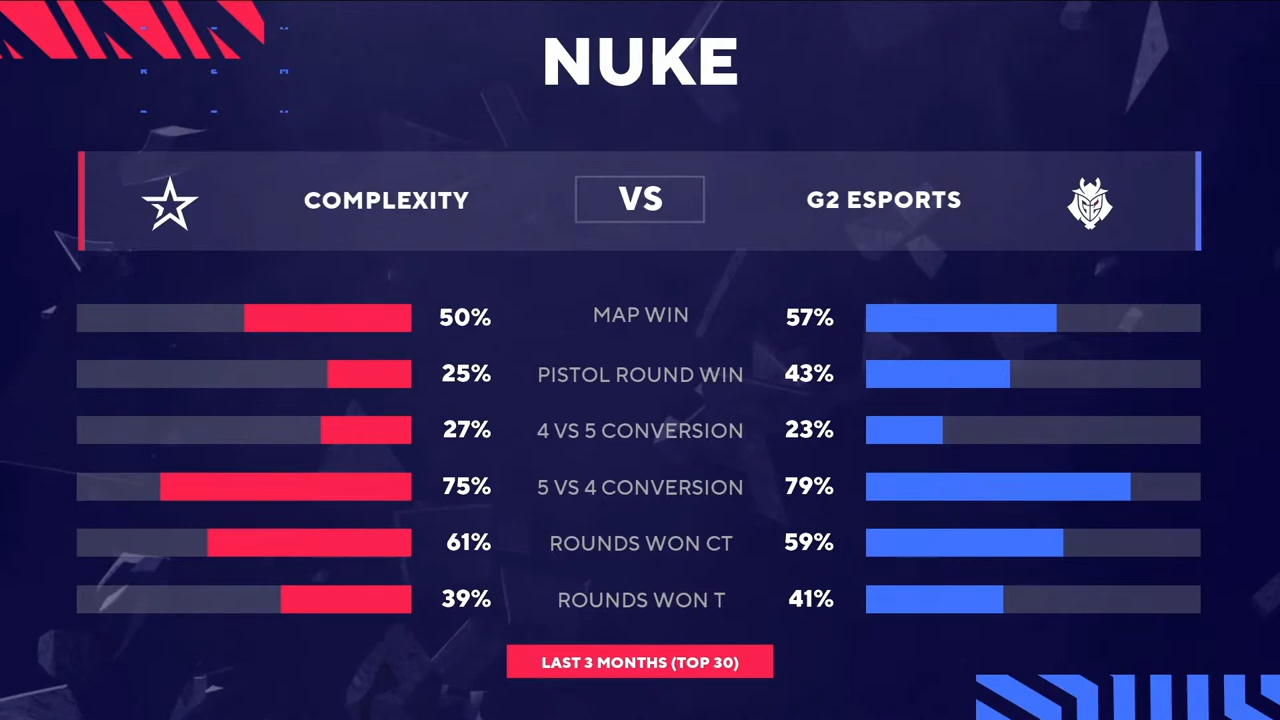 NUKE
COMPLEXITY VS G2 ESPORTS
50% MAP WIN 57%
25% PISTOL ROUND WIN 43%
27% 4 VS 5 CONVERSION 23%
75% 5 VS 4 CONVERSION 79%
61% ROUNDS WON CT 59%
39% ROUNDS WON T 41%
LAST 3 MONTHS (TOP 30)